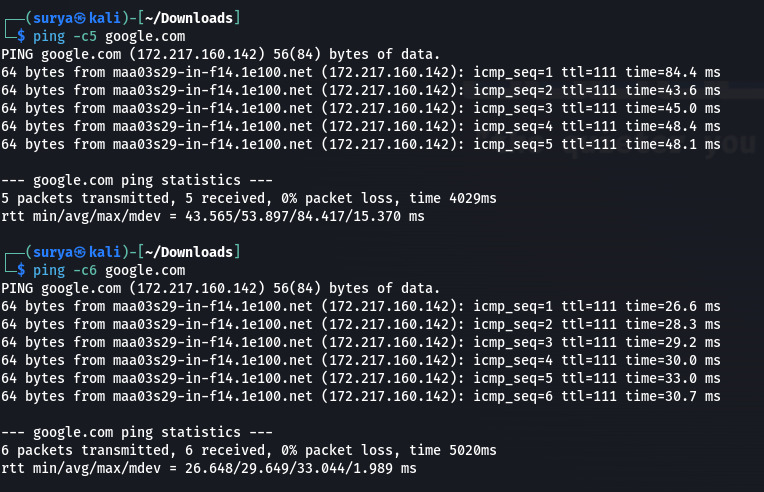 ┌──(surya㉿kali)-[~/Downloads]
└─$ ping -c5 google.com
PING google.com (172.217.160.142) 56(84) bytes of data.
64 bytes from maa03s29-in-f14.1e100.net (172.217.160.142): icmp_seq=1 ttl=111 time=84.4 ms
64 bytes from maa03s29-in-f14.1e100.net (172.217.160.142): icmp_seq=2 ttl=111 time=43.6 ms
64 bytes from maa03s29-in-f14.1e100.net (172.217.160.142): icmp_seq=3 ttl=111 time=45.0 ms
64 bytes from maa03s29-in-f14.1e100.net (172.217.160.142): icmp_seq=4 ttl=111 time=48.4 ms
64 bytes from maa03s29-in-f14.1e100.net (172.217.160.142): icmp_seq=5 ttl=111 time=48.1 ms
--- google.com ping statistics ---
5 packets transmitted, 5 received, 0% packet loss, time 4029ms
rtt min/avg/max/mdev = 43.565/53.897/84.417/15.370 ms
┌──(surya㉿kali)-[~/Downloads]
└─$ ping -c6 google.com
PING google.com (172.217.160.142) 56(84) bytes of data.
64 bytes from maa03s29-in-f14.1e100.net (172.217.160.142): icmp_seq=1 ttl=111 time=26.6 ms
64 bytes from maa03s29-in-f14.1e100.net (172.217.160.142): icmp_seq=2 ttl=111 time=28.3 ms
64 bytes from maa03s29-in-f14.1e100.net (172.217.160.142): icmp_seq=3 ttl=111 time=29.2 ms
64 bytes from maa03s29-in-f14.1e100.net (172.217.160.142): icmp_seq=4 ttl=111 time=30.0 ms
64 bytes from maa03s29-in-f14.1e100.net (172.217.160.142): icmp_seq=5 ttl=111 time=33.0 ms
64 bytes from maa03s29-in-f14.1e100.net (172.217.160.142): icmp_seq=6 ttl=111 time=30.7 ms
--- google.com ping statistics ---
6 packets transmitted, 6 received, 0% packet loss, time 5020ms
rtt min/avg/max/mdev = 26.648/29.649/33.044/1.989 ms
you